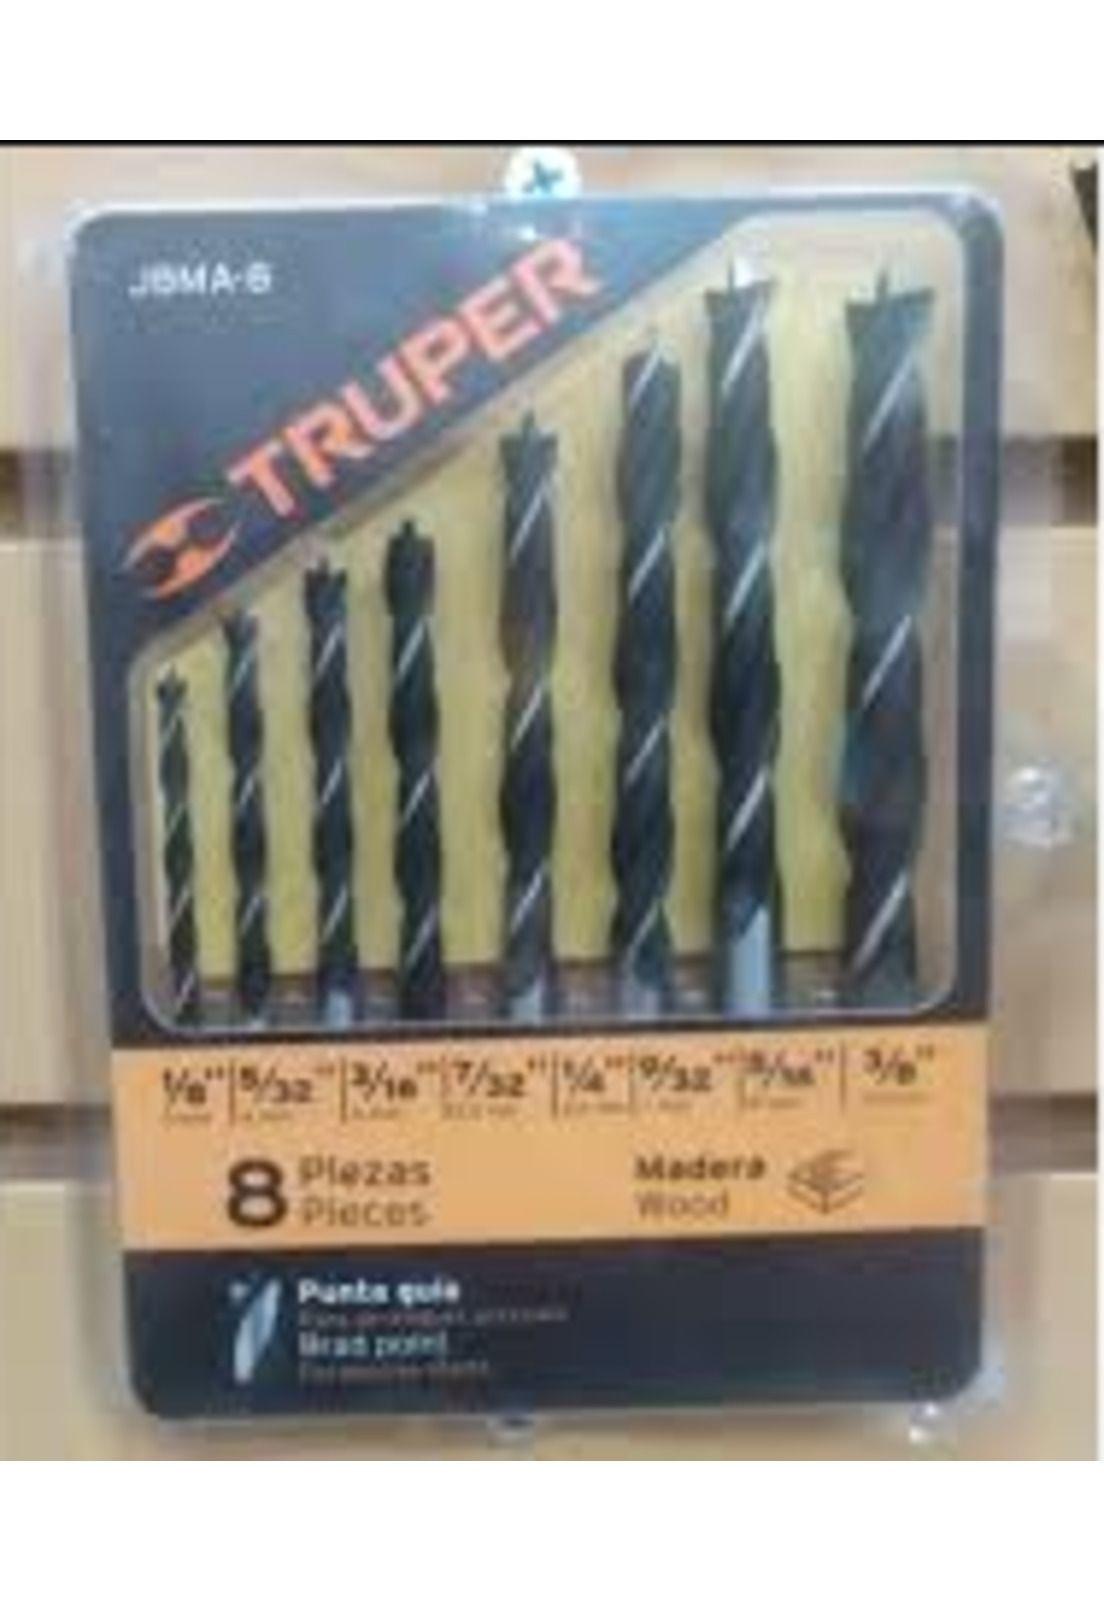 JBMA-8
TRUPER
1/8" 5/32" 3/16" 7/32" 1/4" 9/32" 5/16" 3/8"
8 Piezas
Pieces
Madera
Wood
Punta guía
Brad point